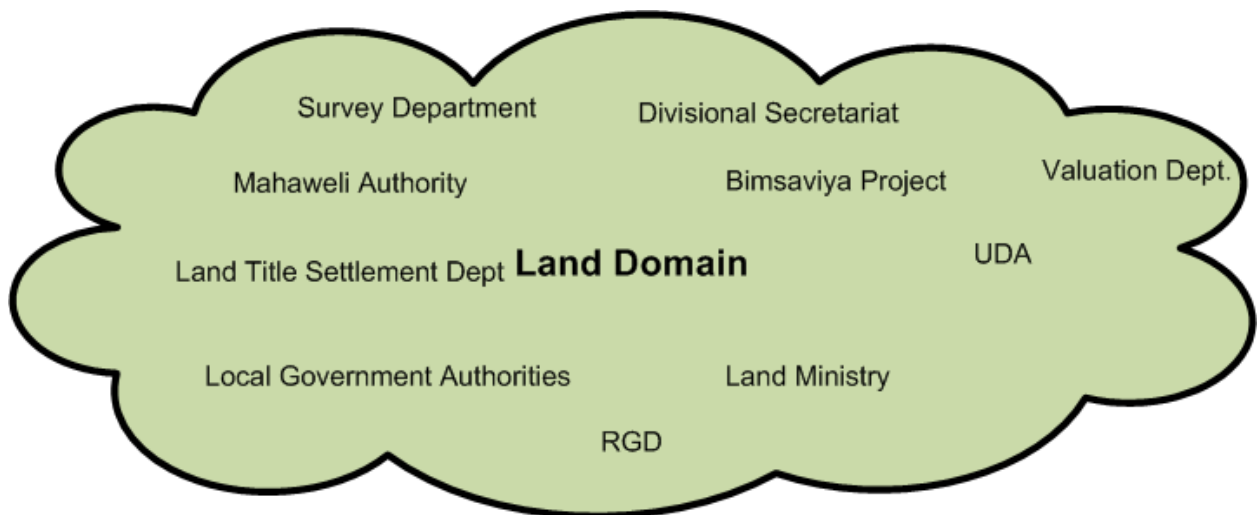 Survey Department
Divisional Secretariat
Mahaweli Authority
Bimsaviya Project
Valuation Dept.
Land Title Settlement Dept
Land Domain
UDA
Local Government Authorities
Land Ministry
RGD